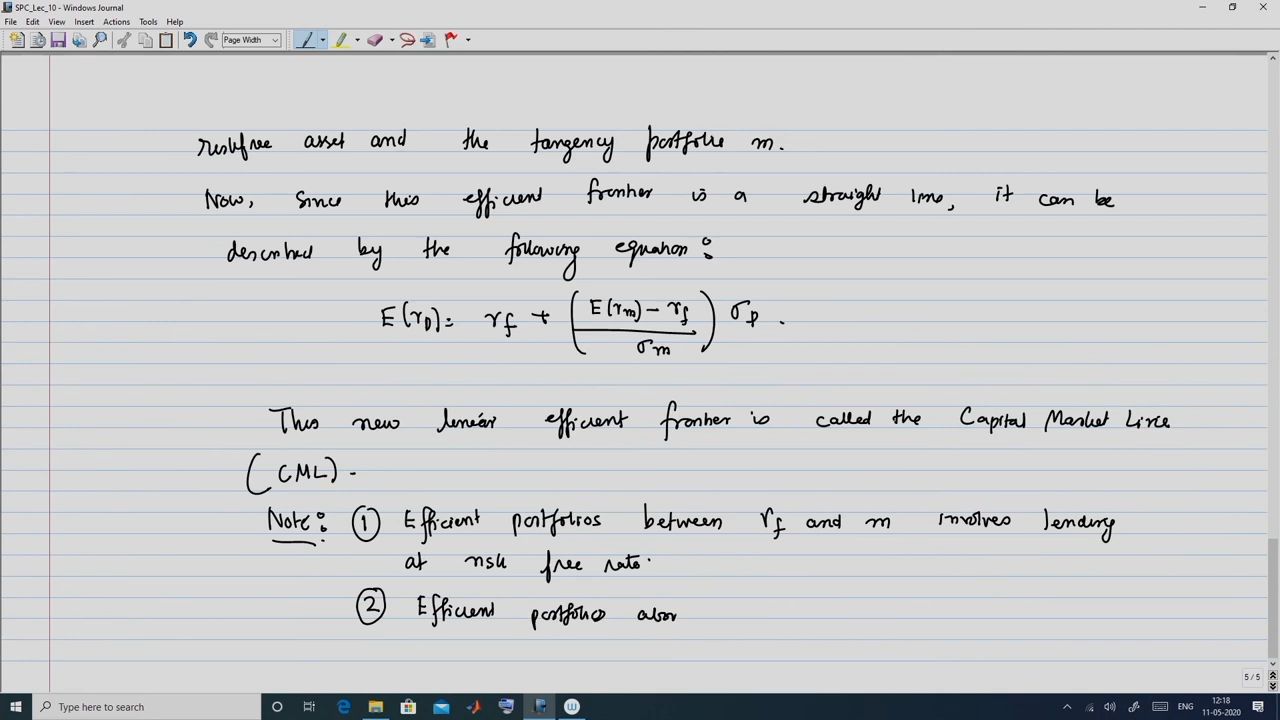 SPC_Lec_10 - Windows Journal
File Edit View Insert Actions Tools Help
Page Width
riskfree asset and the tangency portfolio m.
Now, since this efficient frontier is a straight line, it can be
described by the following equation:
E(rp) = rf + ( (E(rm) - rf) / σm ) σp .
This new linear efficient frontier is called the Capital Market Line
(CML) -
Note: ① Efficient portfolios between rf and m involves lending
at risk free rate.
② Efficient portfolios abov
5 / 5
Type here to search
ENG
12:18
11-05-2020